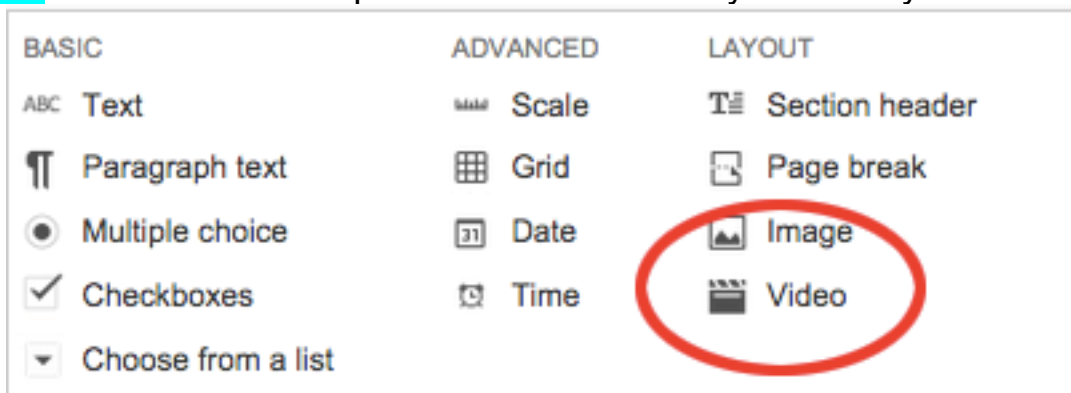 BASIC ADVANCED LAYOUT
ABC Text Scale Section header
Paragraph text Grid Page break
Multiple choice 31 Date Image
Checkboxes Time Video
Choose from a list